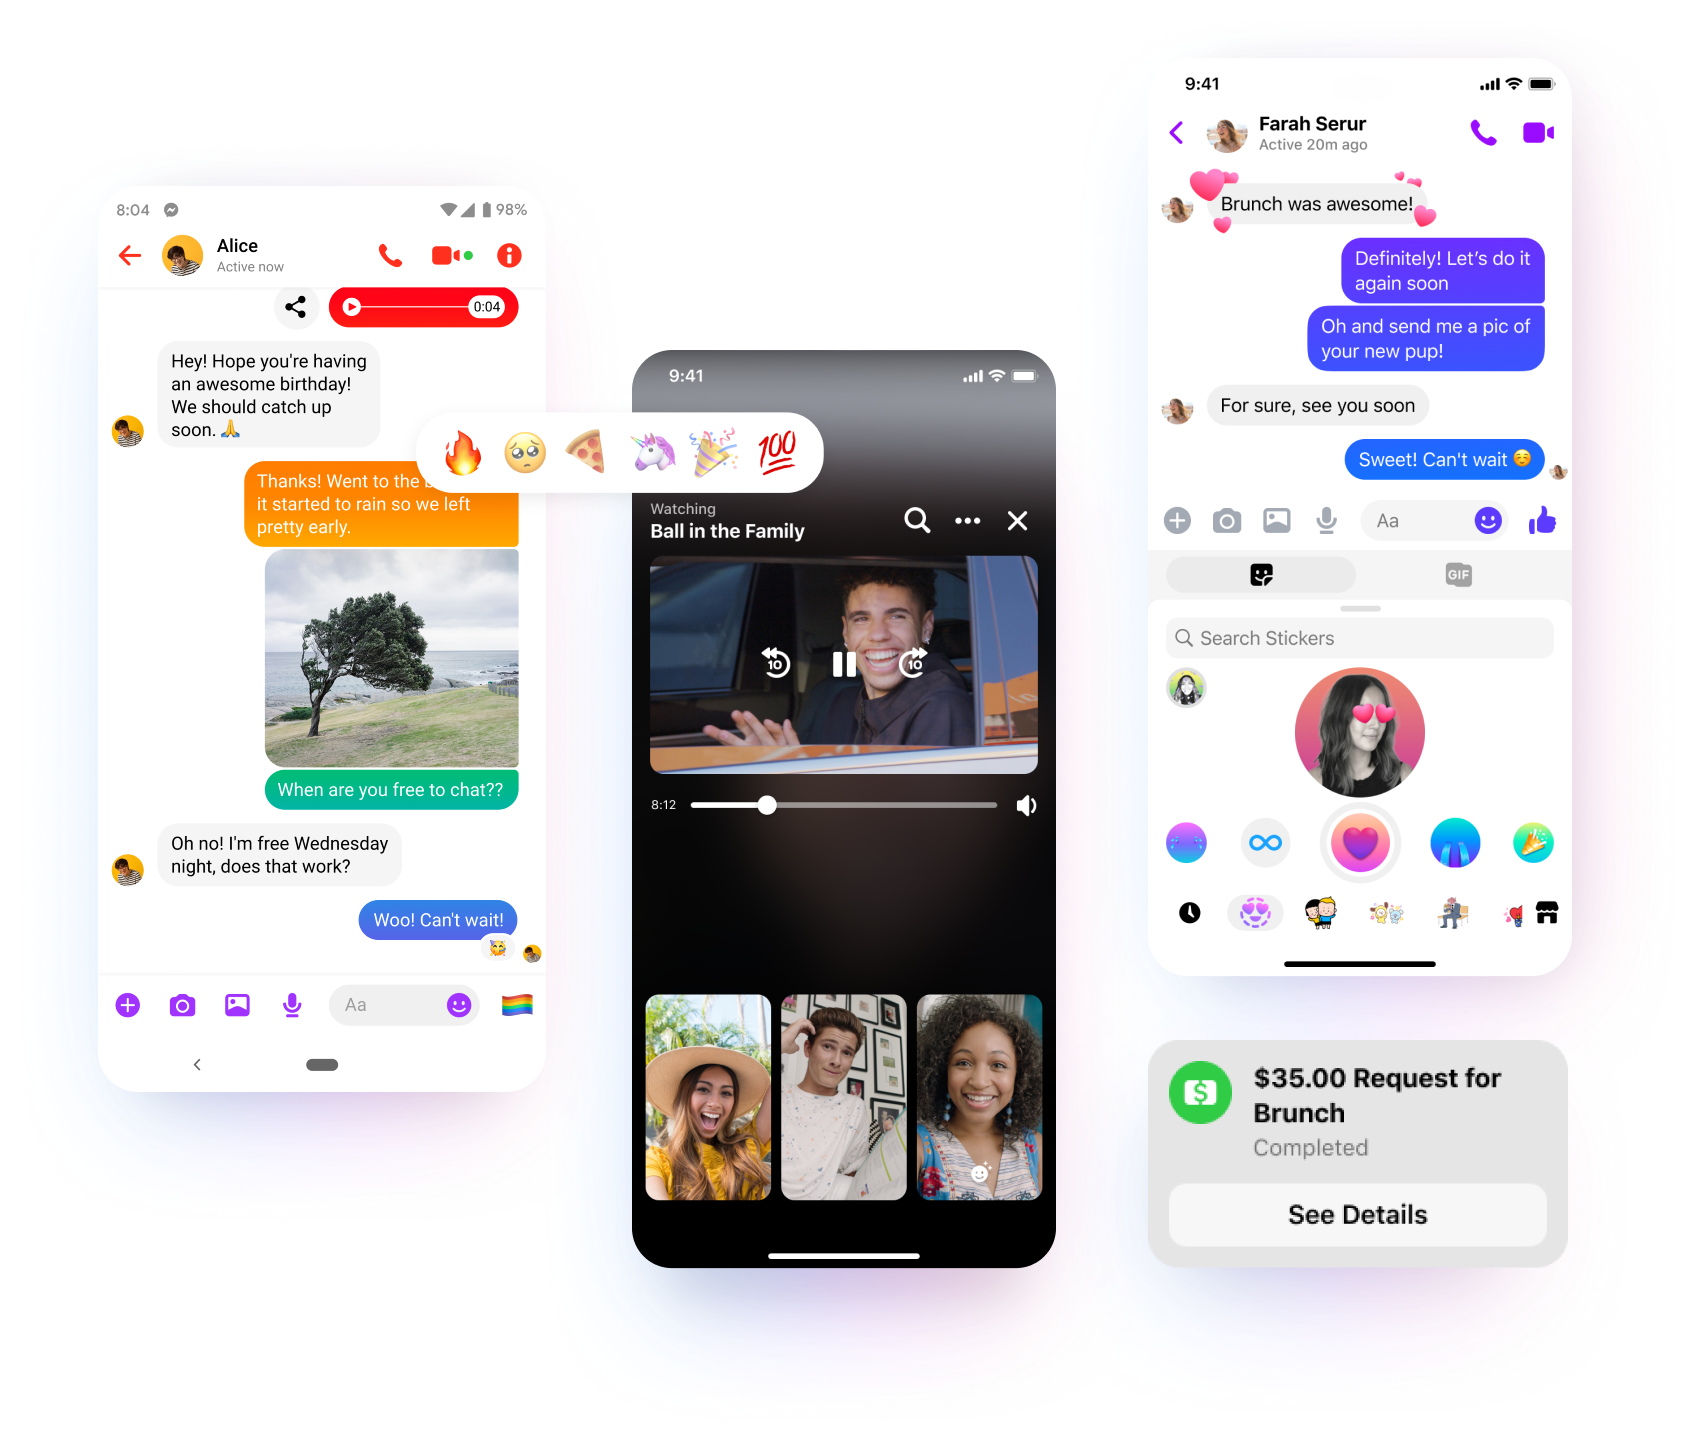 8:04
98%
Alice
Active now
0:04
Hey! Hope you're having
an awesome birthday!
We should catch up
soon. 🙏
Thanks! Went to the
it started to rain so we left
pretty early.
When are you free to chat??
Oh no! I'm free Wednesday
night, does that work?
Woo! Can't wait!
Aa
100
9:41
Watching
Ball in the Family
10
10
8:12
9:41
Farah Serur
Active 20m ago
Brunch was awesome!
Definitely! Let's do it
again soon
Oh and send me a pic of
your new pup!
For sure, see you soon
Sweet! Can't wait ☺️
Aa
GIF
Search Stickers
$35.00 Request for
Brunch
Completed
See Details